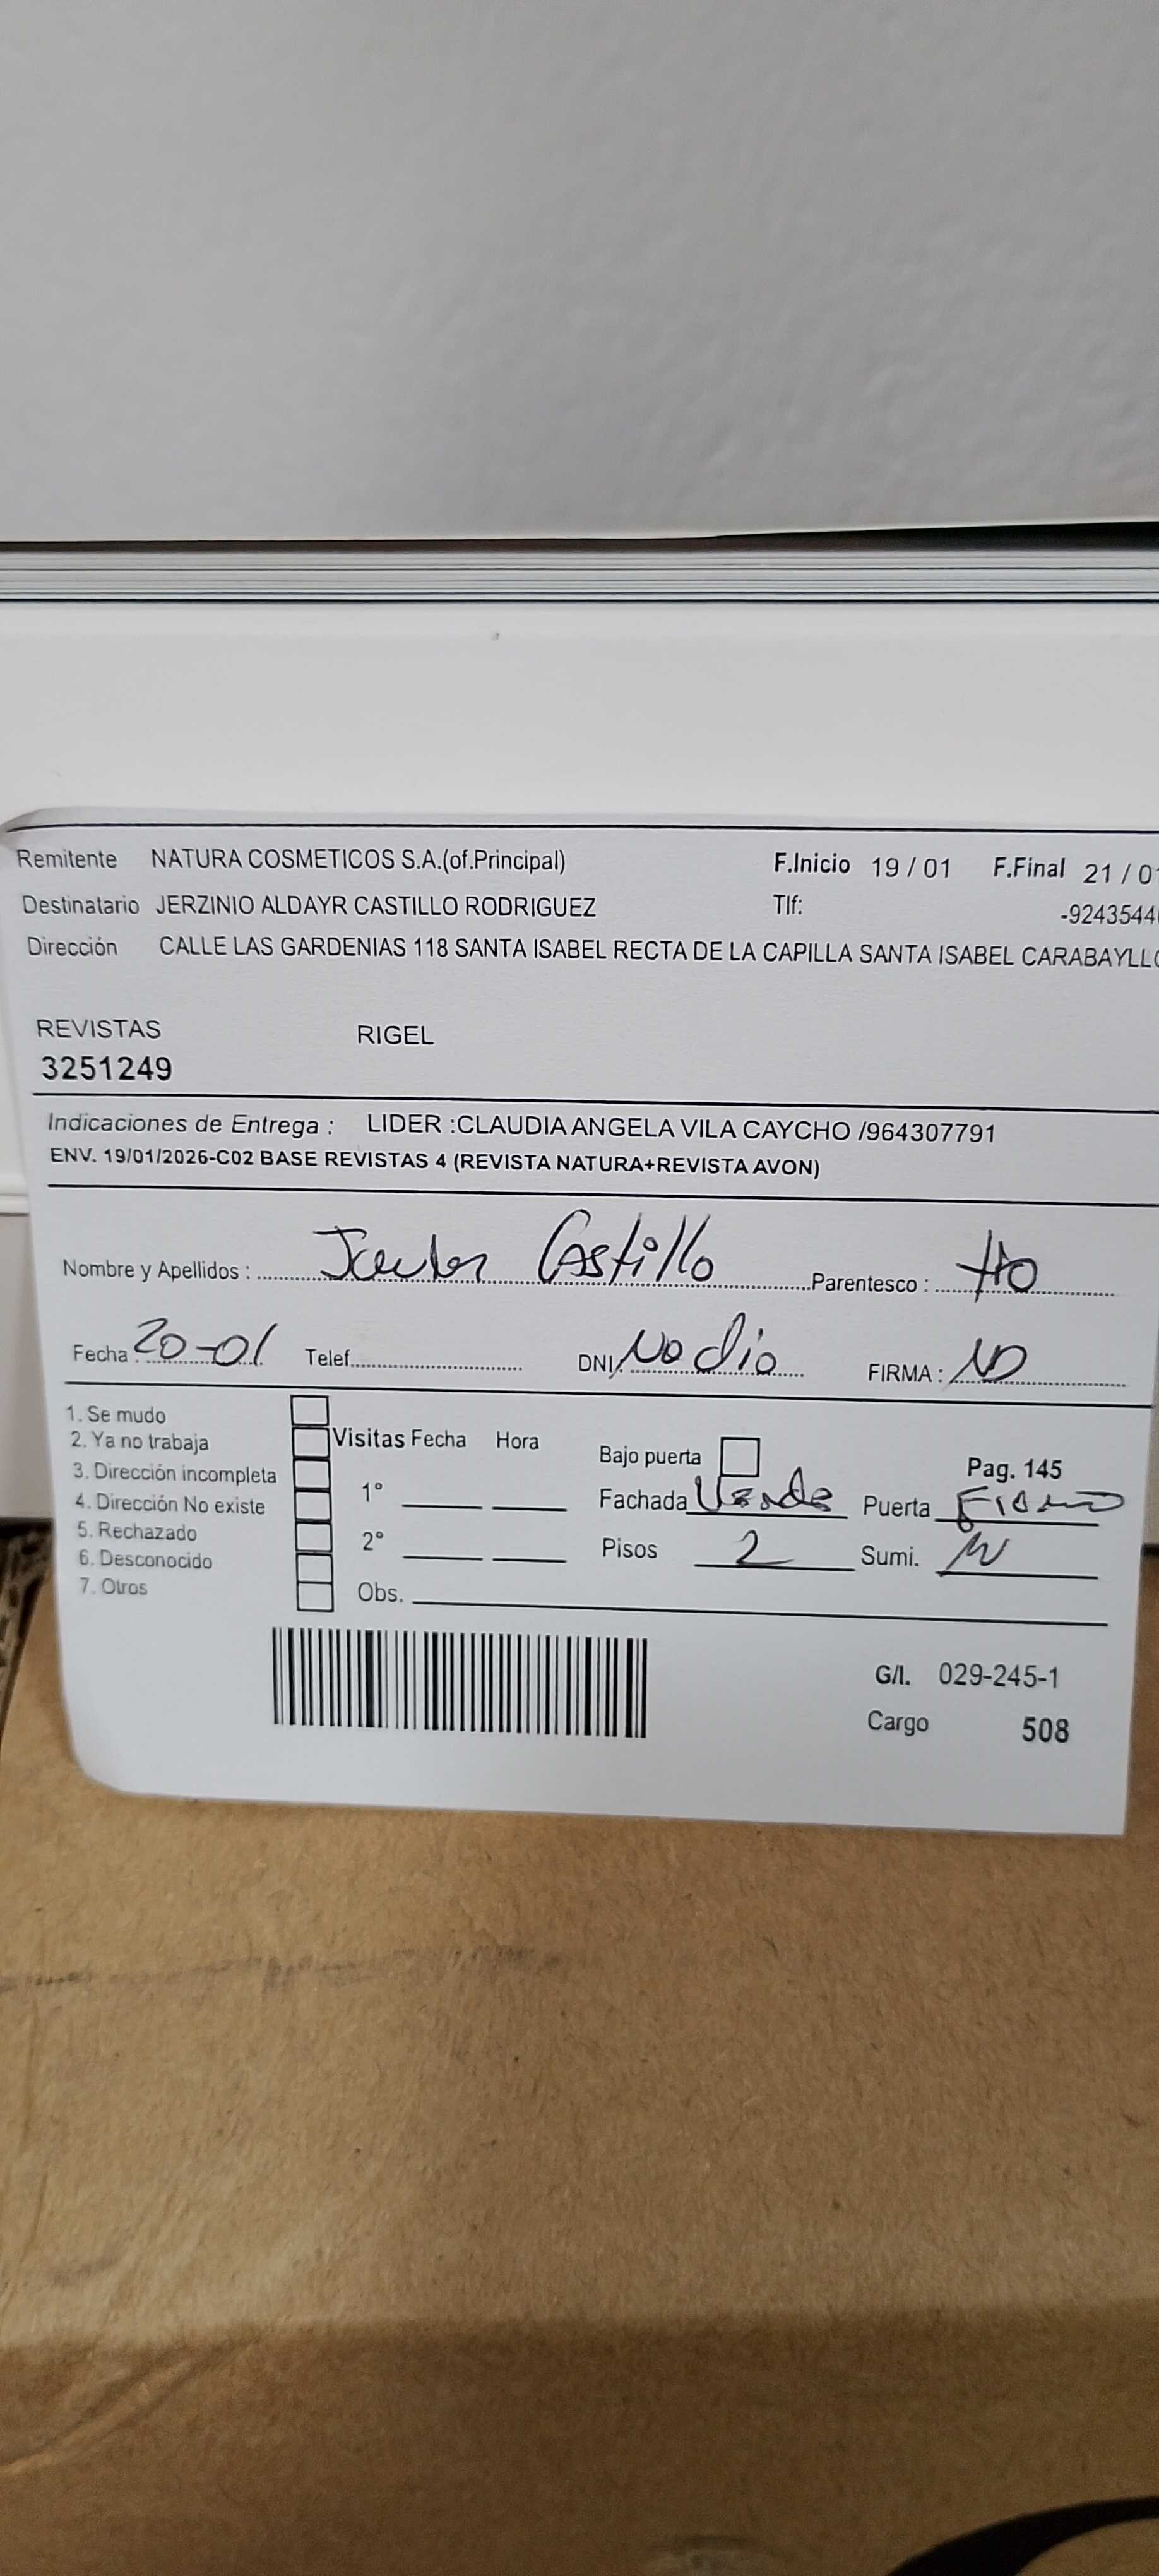 Remitente NATURA COSMETICOS S.A.(of.Principal) F.Inicio 19 / 01 F.Final 21 / 01
Destinatario JERZINIO ALDAYR CASTILLO RODRIGUEZ Tlf: -9243544
Dirección CALLE LAS GARDENIAS 118 SANTA ISABEL RECTA DE LA CAPILLA SANTA ISABEL CARABAYLLO
REVISTAS RIGEL
3251249
Indicaciones de Entrega : LIDER :CLAUDIA ANGELA VILA CAYCHO /964307791
ENV. 19/01/2026-C02 BASE REVISTAS 4 (REVISTA NATURA+REVISTA AVON)
Nombre y Apellidos : Castillo Parentesco :
Fecha : 20-01 Telef. DNI: No dio FIRMA :
1. Se mudo
2. Ya no trabaja
3. Dirección incompleta
4. Dirección No existe
5. Rechazado
6. Desconocido
7. Otros
Visitas Fecha Hora
1°
2°
Obs.
Bajo puerta Pag. 145
Fachada Verde Puerta
Pisos 2 Sumi.
G/l. 029-245-1
Cargo 508